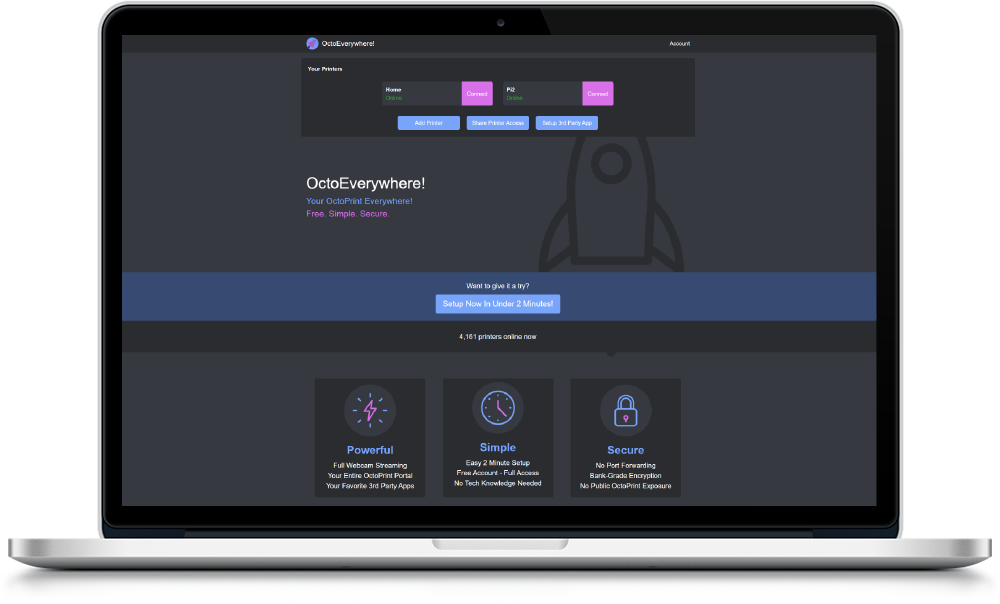 OctoEverywhere!
Account
Your Printers
Home
Online
Connect
Pi2
Online
Connect
Add Printer
Share Printer Access
Setup 3rd Party App
OctoEverywhere!
Your OctoPrint Everywhere!
Free. Simple. Secure.
Want to give it a try?
Setup Now In Under 2 Minutes!
4,161 printers online now
Powerful
Full Webcam Streaming
Your Entire OctoPrint Portal
Your Favorite 3rd Party Apps
Simple
Easy 2 Minute Setup
Free Account - Full Access
No Tech Knowledge Needed
Secure
No Port Forwarding
Bank-Grade Encryption
No Public OctoPrint Exposure